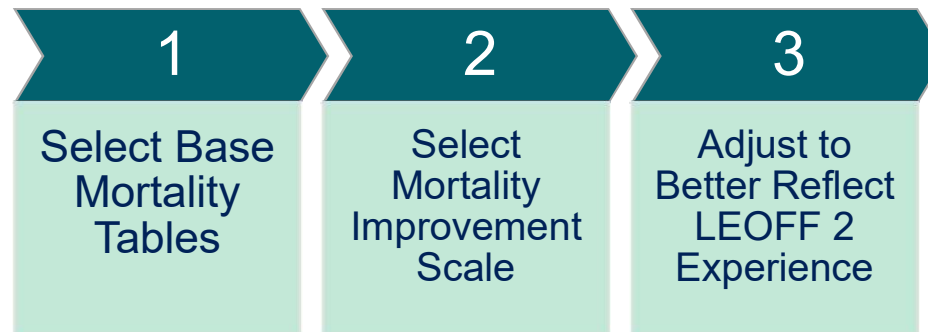 1
Select Base
Mortality
Tables
2
Select
Mortality
Improvement
Scale
3
Adjust to
Better Reflect
LEOFF 2
Experience